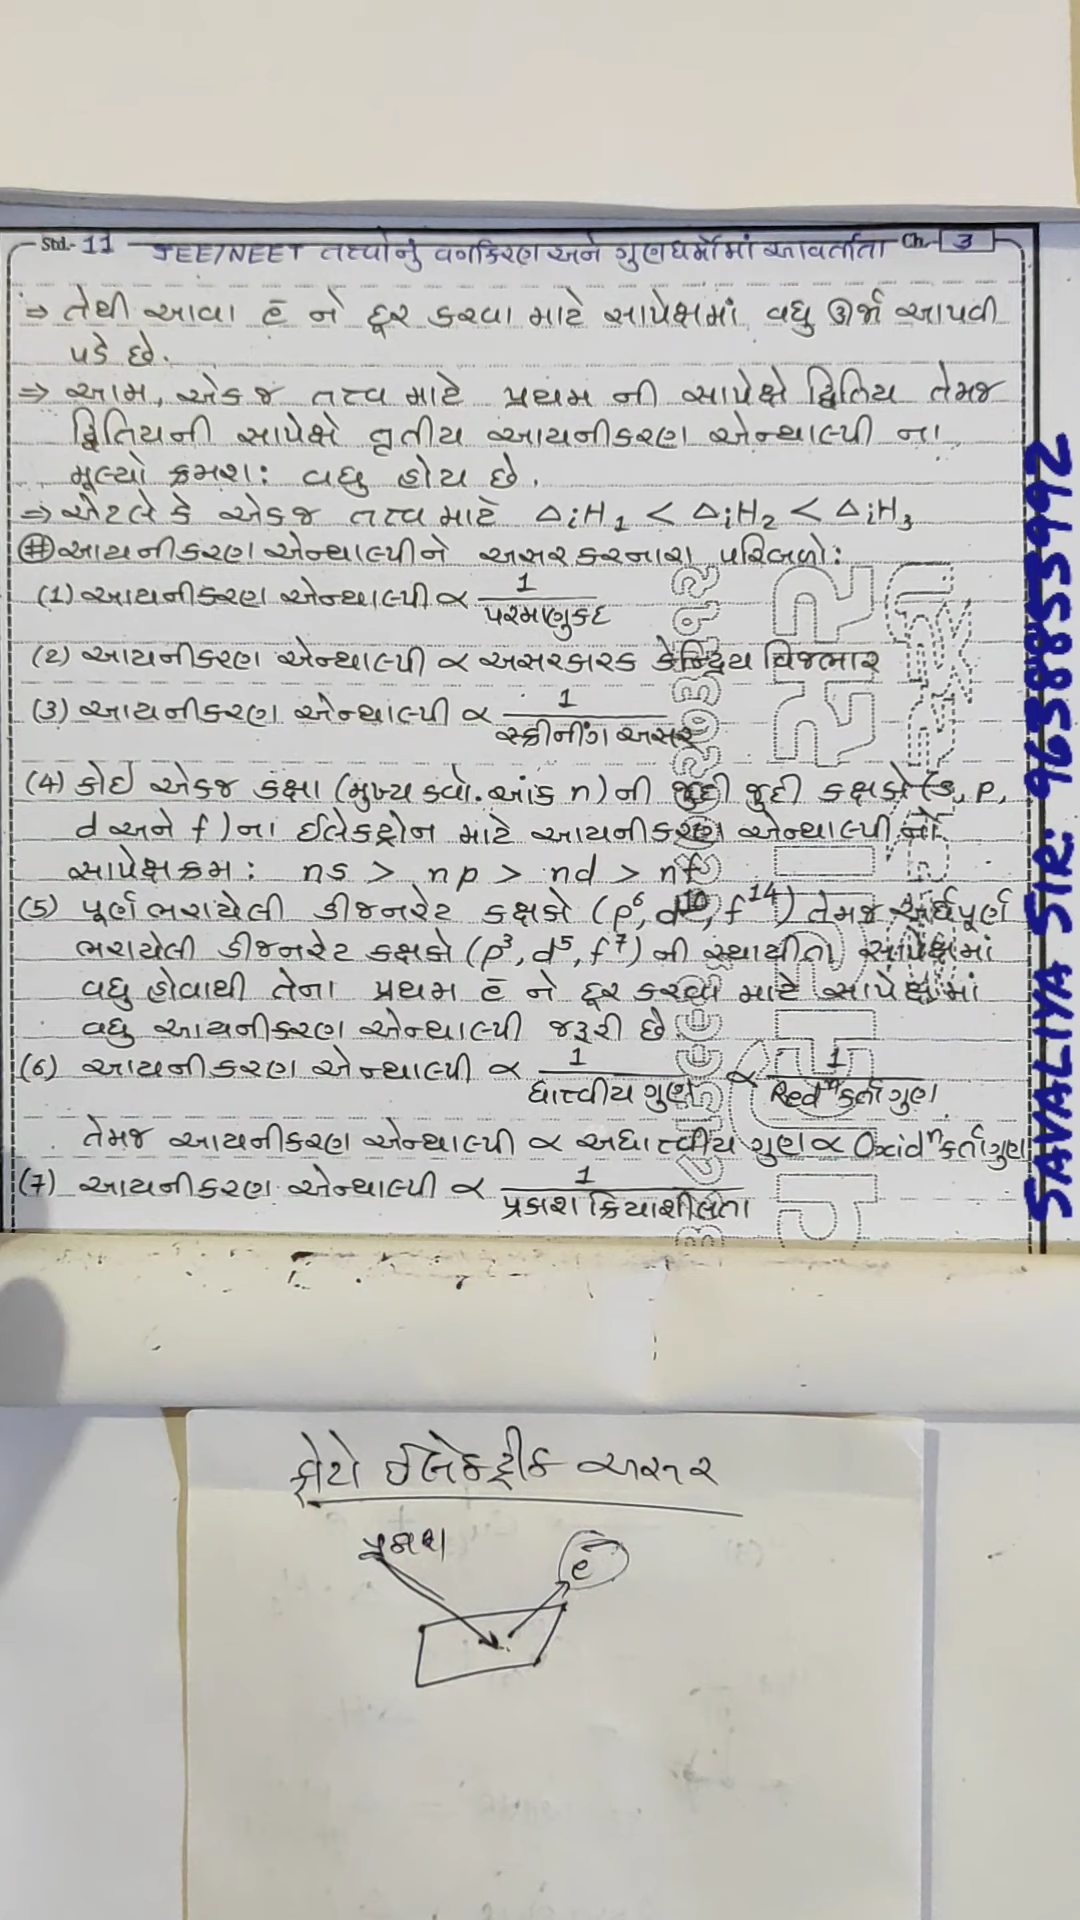 Std.- 11 JEE/NEET તત્ત્વોનું વર્ગીકરણ અને ગુણધર્મોમાં આવર્તતા Ch. 3
⇒ તેથી આવા ē ને દૂર કરવા માટે સાપેક્ષમાં વધુ ઊર્જા આપવી
પડે છે.
⇒ આમ, એક જ તત્ત્વ માટે પ્રથમ ની સાપેક્ષે દ્વિતિય તેમજ
દ્વિતિયની સાપેક્ષે તૃતીય આયનીકરણ એન્થાલ્પી ના
મૂલ્યો ક્રમશઃ વધુ હોય છે.
⇒ એટલે કે એક જ તત્ત્વ માટે ΔiH1 < ΔiH2 < ΔiH3
# આયનીકરણ એન્થાલ્પીને અસર કરનારા પરિબળો:
(1) આયનીકરણ એન્થાલ્પી ∝ 1/પરમાણુકદ
(2) આયનીકરણ એન્થાલ્પી ∝ અસરકારક કેન્દ્રિય વિજભાર
(3) આયનીકરણ એન્થાલ્પી ∝ 1/સ્ક્રીનીંગ અસર
(4) કોઈ એકજ કક્ષા (મુખ્ય ક્વો. આંક n) ની જુદી જુદી કક્ષકો (s, p,
d અને f) ના ઈલેક્ટ્રોન માટે આયનીકરણ એન્થાલ્પી નો
સાપેક્ષ ક્રમ : ns > np > nd > nf
(5) પૂર્ણ ભરાયેલી ડીજનરેટ કક્ષકો (p⁶, d¹⁰, f¹⁴) તેમજ અર્ધપૂર્ણ
ભરાયેલી ડીજનરેટ કક્ષકો (p³, d⁵, f⁷) ની સ્થાયીતા સાપેક્ષમાં
વધુ હોવાથી તેના પ્રથમ ē ને દૂર કરવા માટે સાપેક્ષમાં
વધુ આયનીકરણ એન્થાલ્પી જરૂરી છે.
(6) આયનીકરણ એન્થાલ્પી ∝ 1/ધાત્ત્વીય ગુણ ∝ 1/Redⁿ કર્તા ગુણ
તેમજ આયનીકરણ એન્થાલ્પી ∝ અધાત્ત્વીય ગુણ ∝ Oxidⁿ કર્તા ગુણ
(7) આયનીકરણ એન્થાલ્પી ∝ 1/પ્રકાશ ક્રિયાશીલતા
SAVALIYA SIR: 9638855992
ફોટો ઈલેક્ટ્રીક અસર
પ્રકાશ
ē